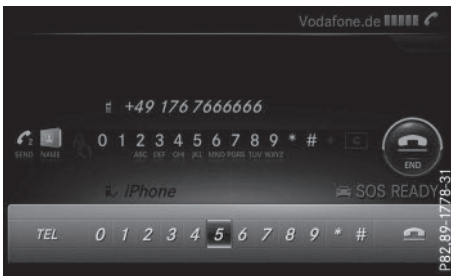 Vodafone.de
+49 176 7666666
SEND NAME 0 1 2 3 4 5 6 7 8 9 * # + C
ABC DEF GHI JKL MNO PQRS TUV WXYZ
END
iPhone SOS READY
TEL 0 1 2 3 4 5 6 7 8 9 * #
P82.89-1778-31